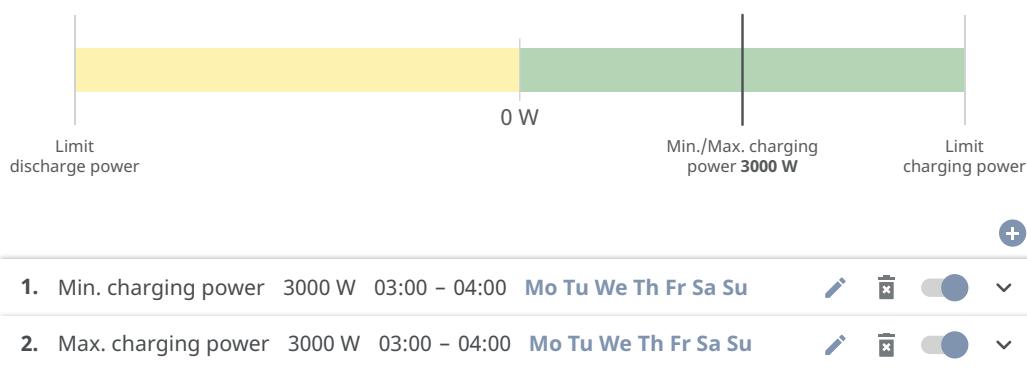 0 W
Limit
discharge power
Min./Max. charging
power 3000 W
Limit
charging power
1. Min. charging power 3000 W 03:00 – 04:00 Mo Tu We Th Fr Sa Su
2. Max. charging power 3000 W 03:00 – 04:00 Mo Tu We Th Fr Sa Su